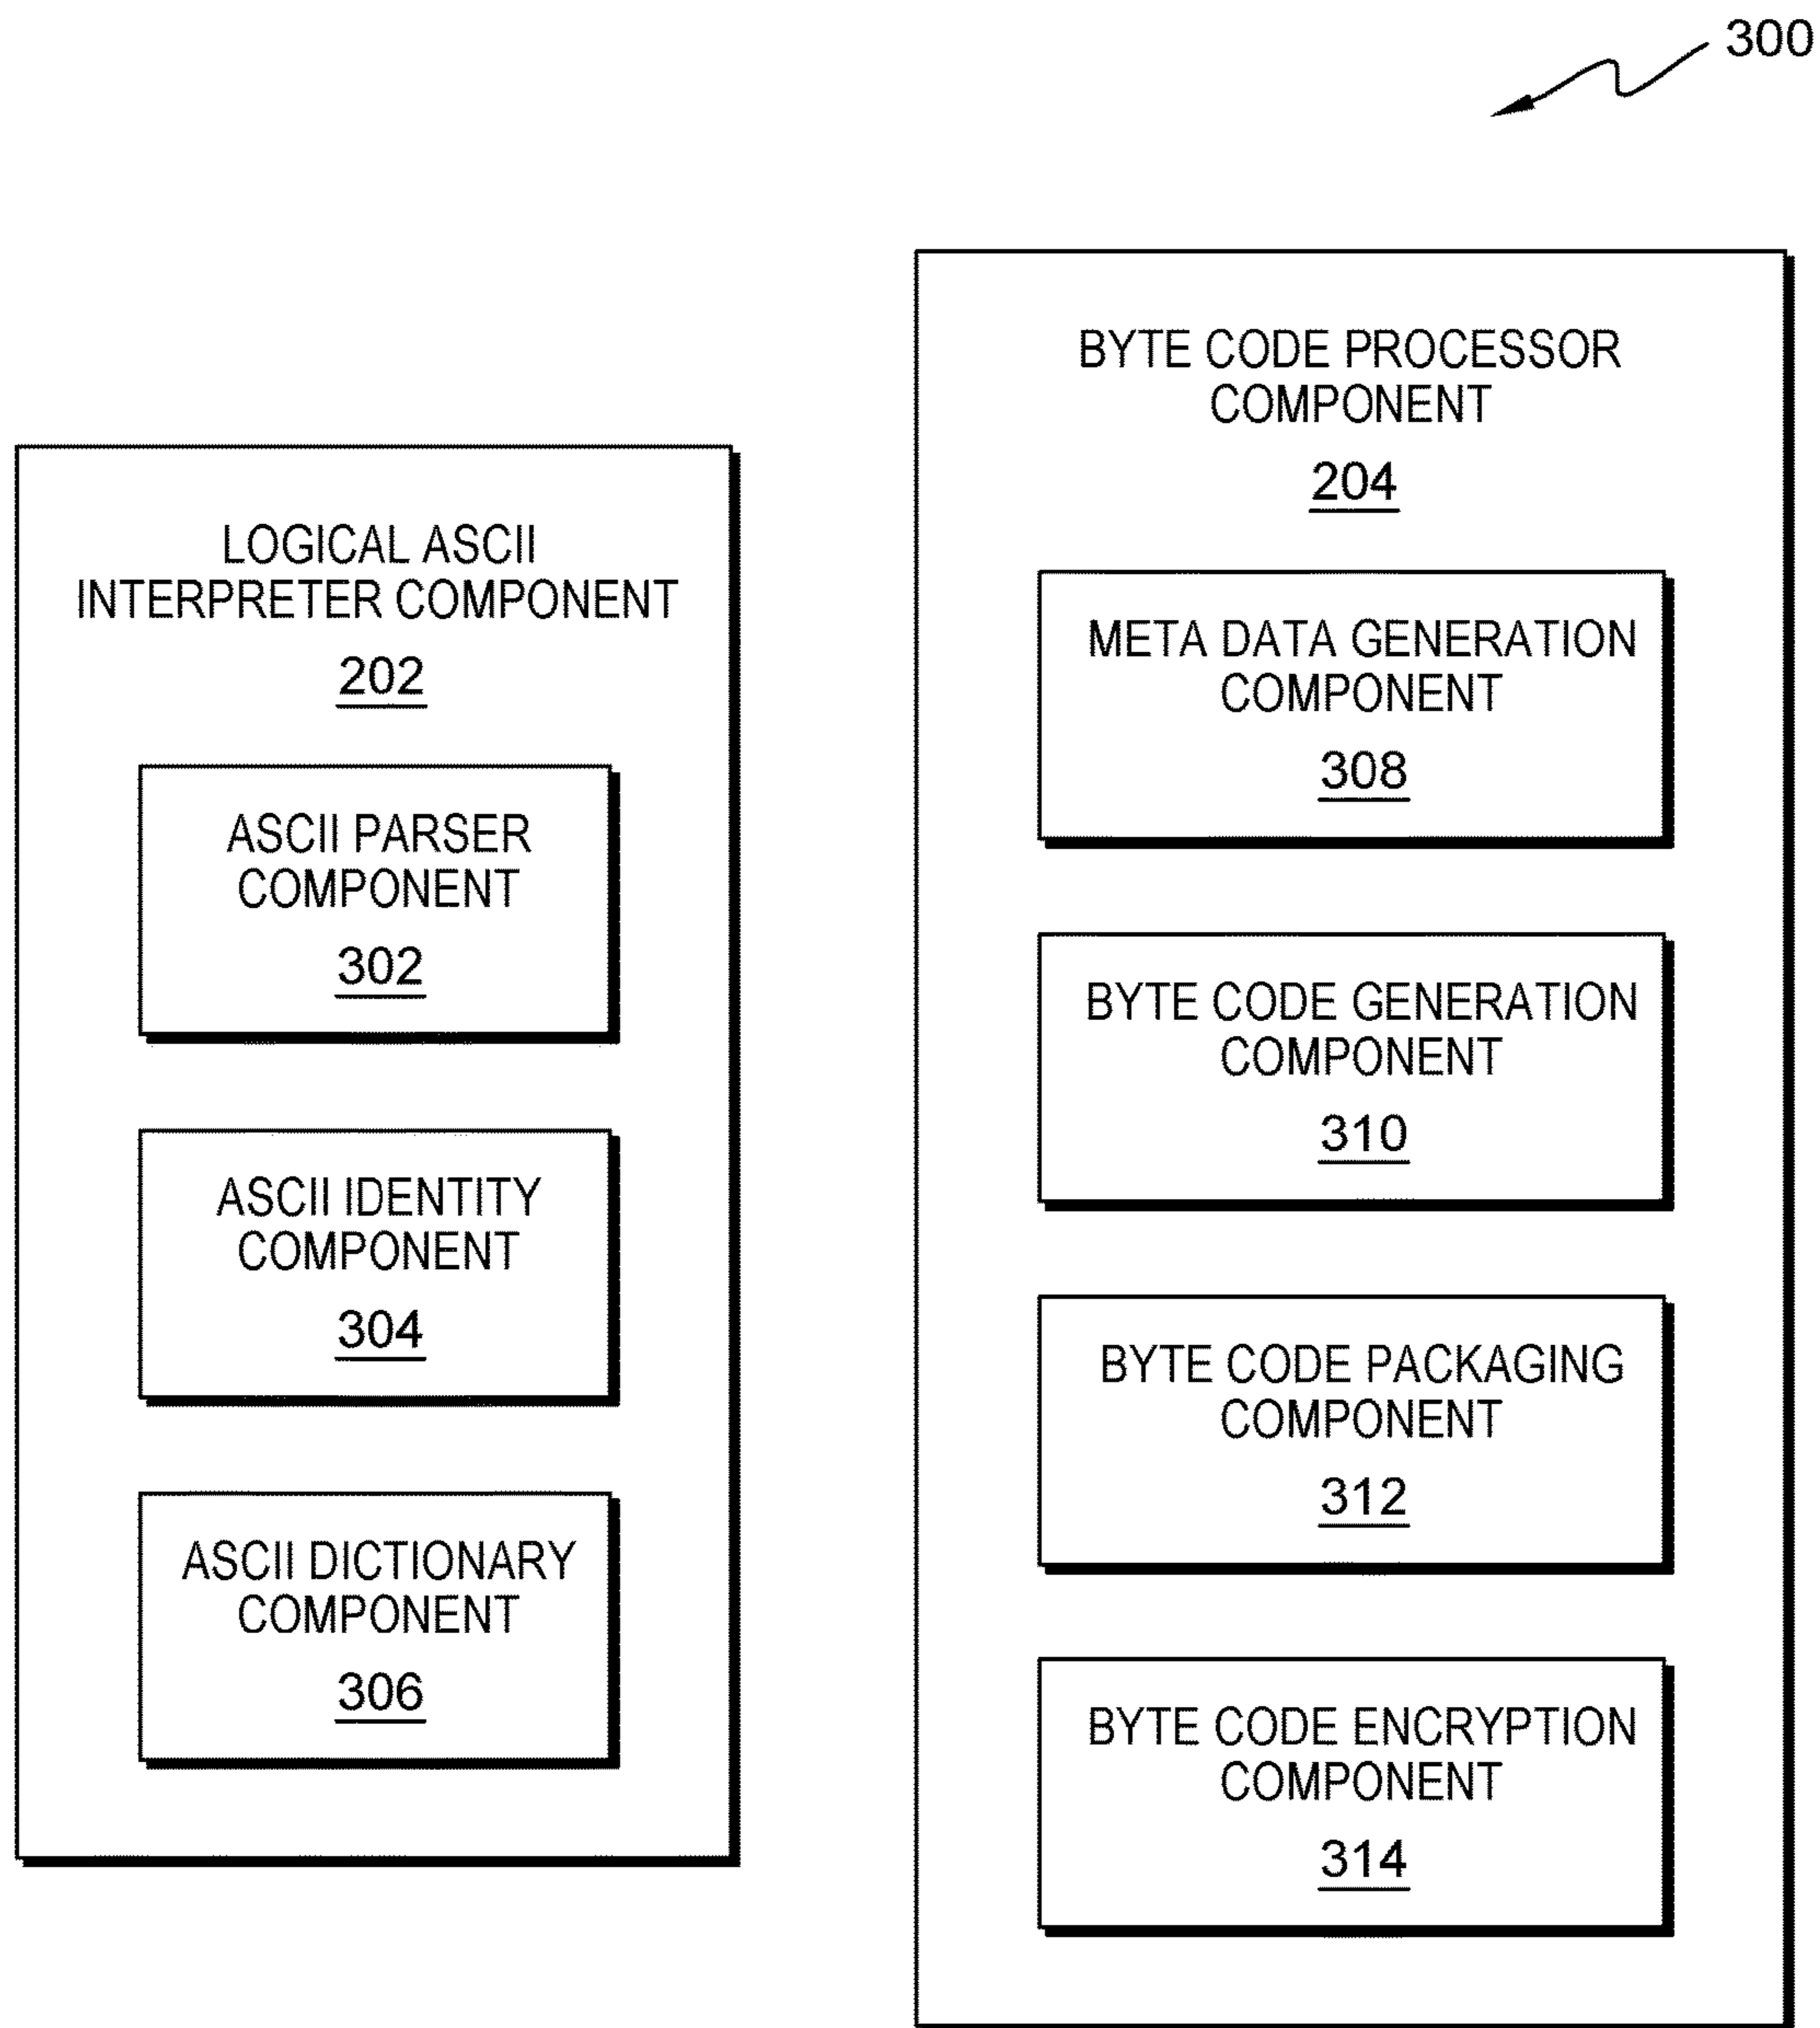 300
LOGICAL ASCII
INTERPRETER COMPONENT
202
ASCII PARSER
COMPONENT
302
ASCII IDENTITY
COMPONENT
304
ASCII DICTIONARY
COMPONENT
306
BYTE CODE PROCESSOR
COMPONENT
204
META DATA GENERATION
COMPONENT
308
BYTE CODE GENERATION
COMPONENT
310
BYTE CODE PACKAGING
COMPONENT
312
BYTE CODE ENCRYPTION
COMPONENT
314